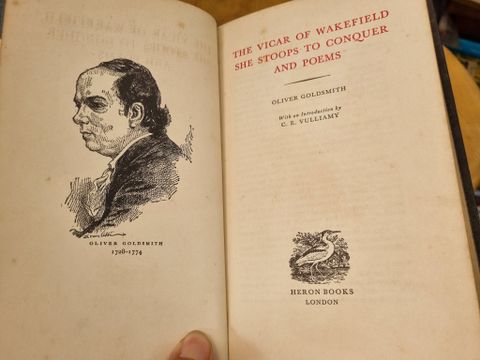 OLIVER GOLDSMITH
1728-1774
THE VICAR OF WAKEFIELD
SHE STOOPS TO CONQUER
AND POEMS
OLIVER GOLDSMITH
With an Introduction by
C. E. VULLIAMY
HERON BOOKS
LONDON